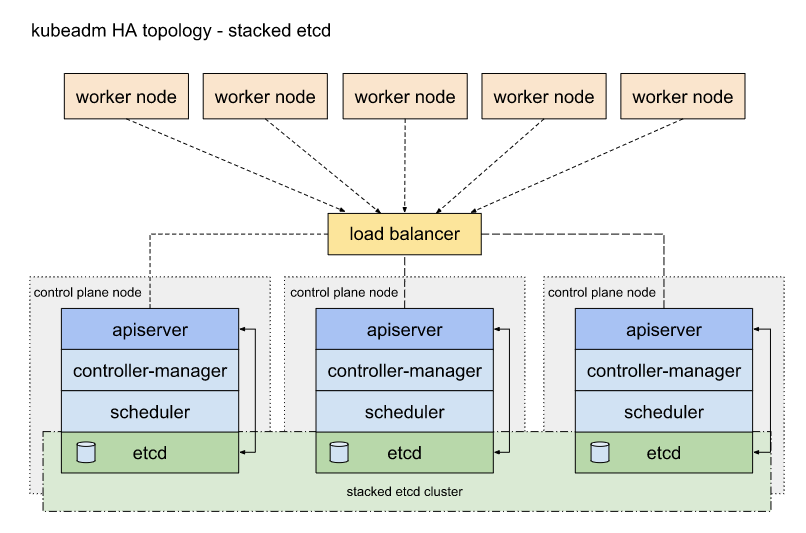 kubeadm HA topology - stacked etcd
worker node
worker node
worker node
worker node
worker node
load balancer
control plane node
apiserver
controller-manager
scheduler
etcd
control plane node
apiserver
controller-manager
scheduler
etcd
control plane node
apiserver
controller-manager
scheduler
etcd
stacked etcd cluster